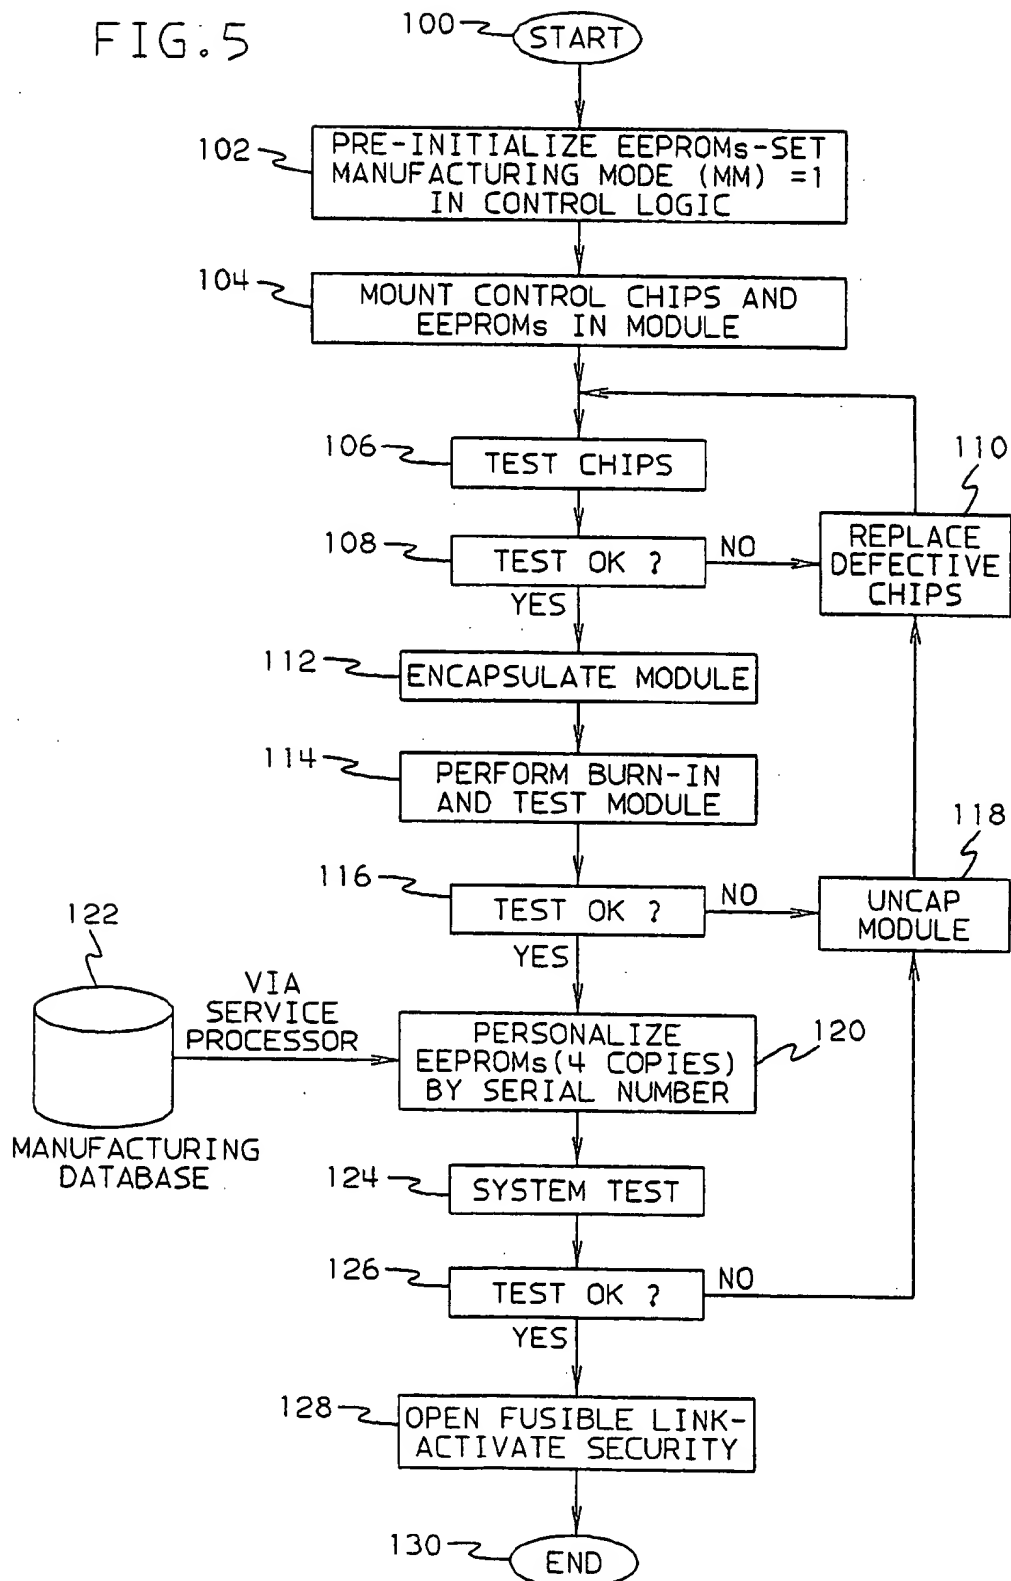 FIG.5
100
START
102
PRE-INITIALIZE EEPROMs-SET
MANUFACTURING MODE (MM) =1
IN CONTROL LOGIC
104
MOUNT CONTROL CHIPS AND
EEPROMs IN MODULE
106
TEST CHIPS
110
REPLACE
DEFECTIVE
CHIPS
108
TEST OK ?
NO
YES
112
ENCAPSULATE MODULE
114
PERFORM BURN-IN
AND TEST MODULE
118
UNCAP
MODULE
116
TEST OK ?
NO
YES
122
VIA
SERVICE
PROCESSOR
MANUFACTURING
DATABASE
PERSONALIZE
EEPROMs(4 COPIES)
BY SERIAL NUMBER
120
124
SYSTEM TEST
126
TEST OK ?
NO
YES
128
OPEN FUSIBLE LINK-
ACTIVATE SECURITY
130
END